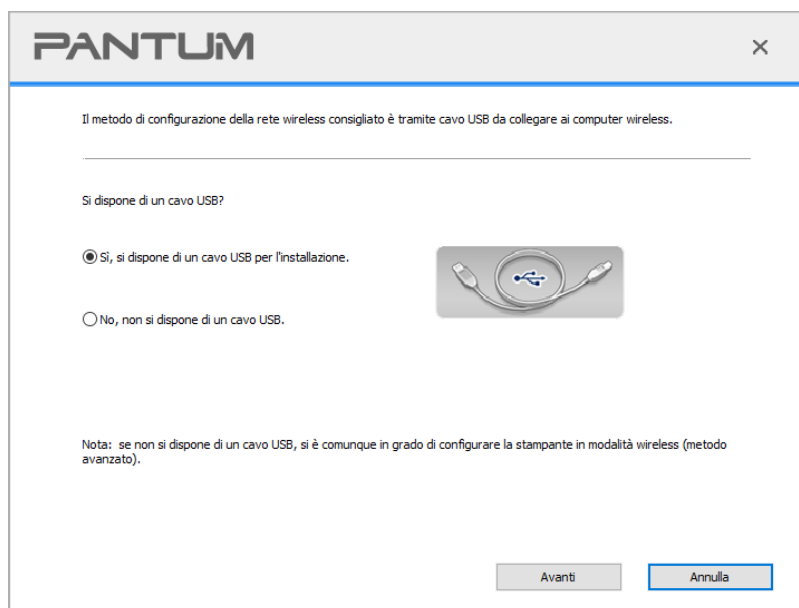 PANTUM
Il metodo di configurazione della rete wireless consigliato è tramite cavo USB da collegare ai computer wireless.
Si dispone di un cavo USB?
Sì, si dispone di un cavo USB per l'installazione.
No, non si dispone di un cavo USB.
Nota: se non si dispone di un cavo USB, si è comunque in grado di configurare la stampante in modalità wireless (metodo
avanzato).
Avanti
Annulla